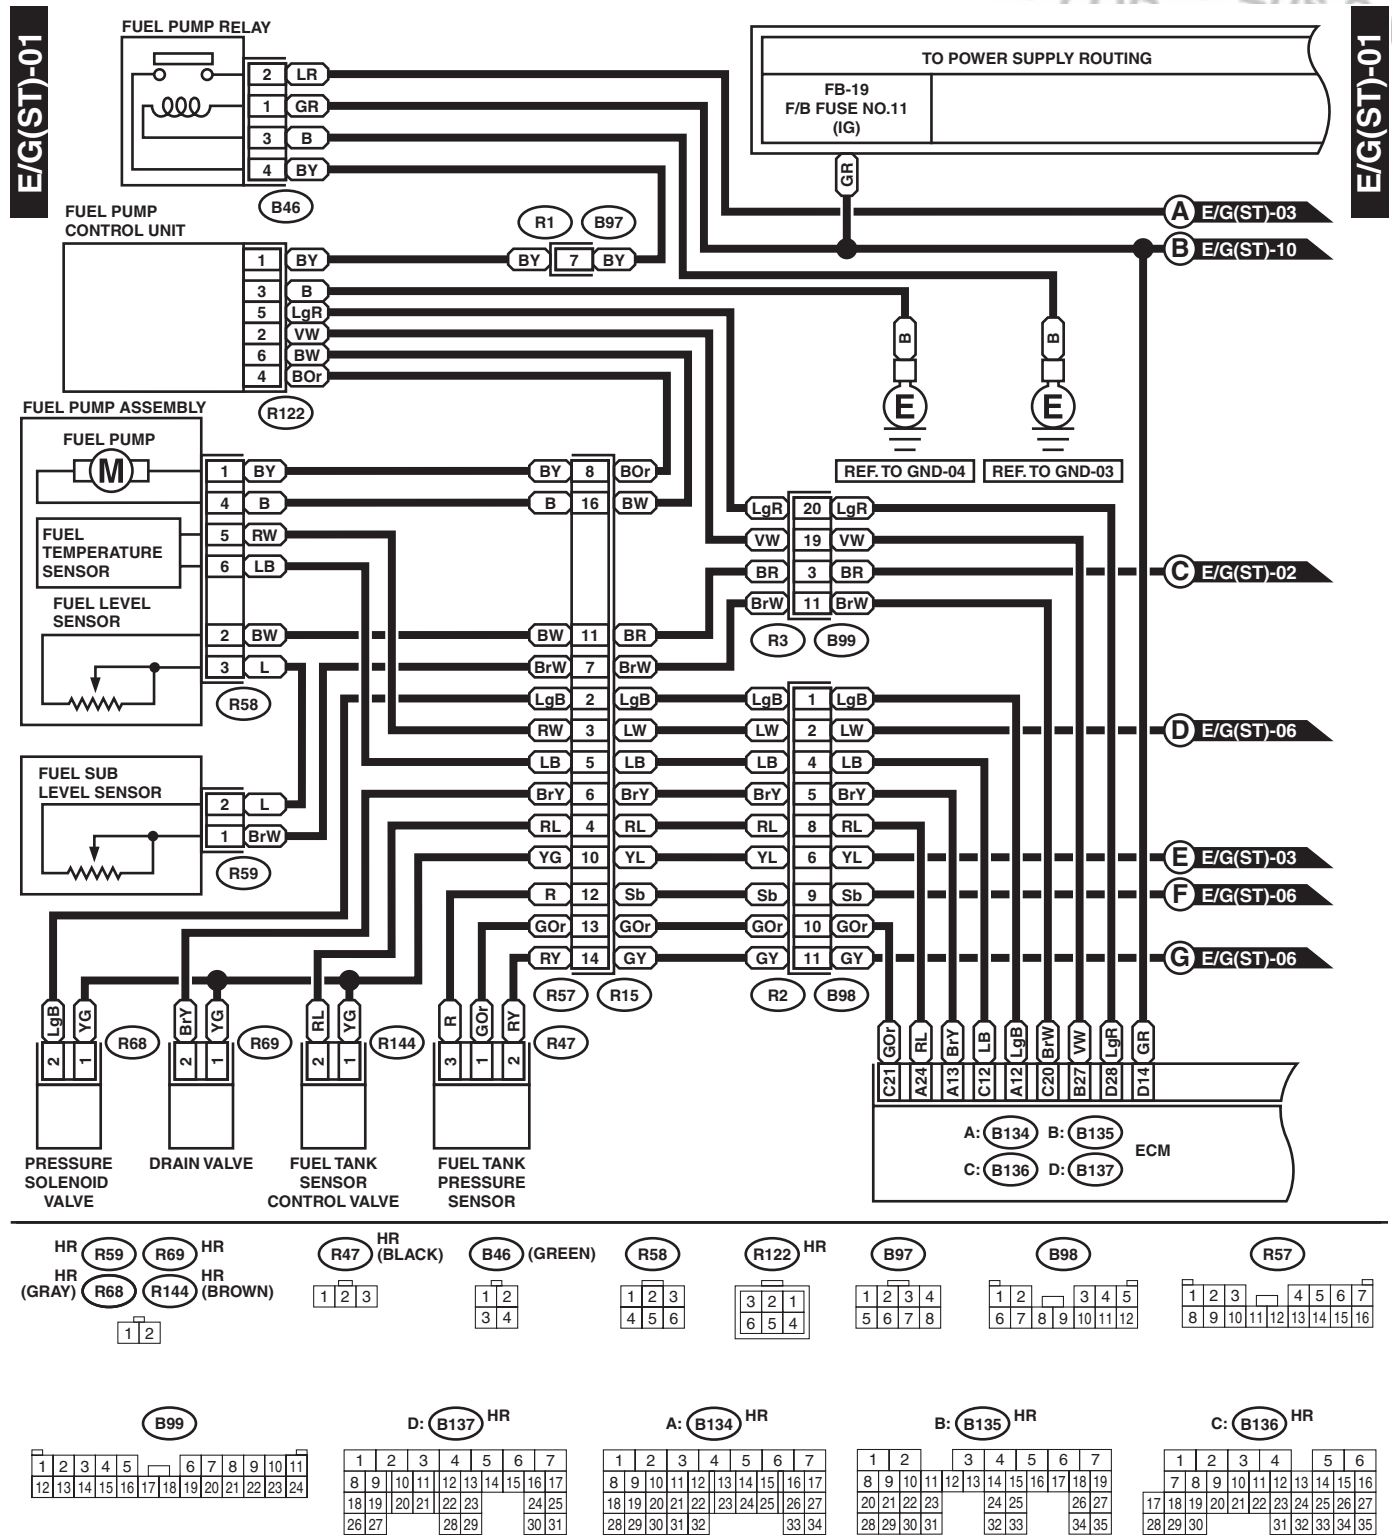 E/G(ST)-01
E/G(ST)-01
FUEL PUMP RELAY
2 LR
1 GR
3 B
4 BY
B46
TO POWER SUPPLY ROUTING
FB-19
F/B FUSE NO.11
(IG)
GR
A E/G(ST)-03
B E/G(ST)-10
FUEL PUMP
CONTROL UNIT
R1 B97
1 BY BY 7 BY
3 B
5 LgR
2 VW
6 BW
4 BOr
R122
B B
E E
REF. TO GND-04 REF. TO GND-03
FUEL PUMP ASSEMBLY
FUEL PUMP
M
1 BY BY 8 BOr
4 B B 16 BW
FUEL
TEMPERATURE
SENSOR
5 RW
6 LB
LgR 20 LgR
VW 19 VW
BR 3 BR C E/G(ST)-02
BrW 11 BrW
R3 B99
FUEL LEVEL
SENSOR
2 BW BW 11 BR
3 L BrW 7 BrW
R58
LgB 2 LgB LgB 1 LgB
RW 3 LW LW 2 LW D E/G(ST)-06
LB 5 LB LB 4 LB
FUEL SUB
LEVEL SENSOR
2 L
1 BrW
R59
BrY 6 BrY BrY 5 BrY
RL 4 RL RL 8 RL
YG 10 YL YL 6 YL E E/G(ST)-03
R 12 Sb Sb 9 Sb F E/G(ST)-06
GOr 13 GOr GOr 10 GOr
RY 14 GY GY 11 GY G E/G(ST)-06
R57 R15 R2 B98
LgB YG R68 BrY YG R69 RL YG R144 R GOr RY R47
2 1 2 1 2 1 3 1 2
GOr RL BrY LB LgB BrW VW LgR GR
C21 A24 A13 C12 A12 C20 B27 D28 D14
A: B134 B: B135
C: B136 D: B137
ECM
PRESSURE
SOLENOID
VALVE
DRAIN VALVE
FUEL TANK
SENSOR
CONTROL VALVE
FUEL TANK
PRESSURE
SENSOR
HR R59 R69 HR
HR (GRAY) R68 R144 HR (BROWN)
1 2
R47 HR (BLACK)
1 2 3
B46 (GREEN)
1 2
3 4
R58
1 2 3
4 5 6
R122 HR
3 2 1
6 5 4
B97
1 2 3 4
5 6 7 8
B98
1 2 3 4 5
6 7 8 9 10 11 12
R57
1 2 3 4 5 6 7
8 9 10 11 12 13 14 15 16
B99
1 2 3 4 5 6 7 8 9 10 11
12 13 14 15 16 17 18 19 20 21 22 23 24
D: B137 HR
1 2 3 4 5 6 7
8 9 10 11 12 13 14 15 16 17
18 19 20 21 22 23 24 25
26 27 28 29 30 31
A: B134 HR
1 2 3 4 5 6 7
8 9 10 11 12 13 14 15 16 17
18 19 20 21 22 23 24 25 26 27
28 29 30 31 32 33 34
B: B135 HR
1 2 3 4 5 6 7
8 9 10 11 12 13 14 15 16 17 18 19
20 21 22 23 24 25 26 27
28 29 30 31 32 33 34 35
C: B136 HR
1 2 3 4 5 6
7 8 9 10 11 12 13 14 15 16
17 18 19 20 21 22 23 24 25 26 27
28 29 30 31 32 33 34 35